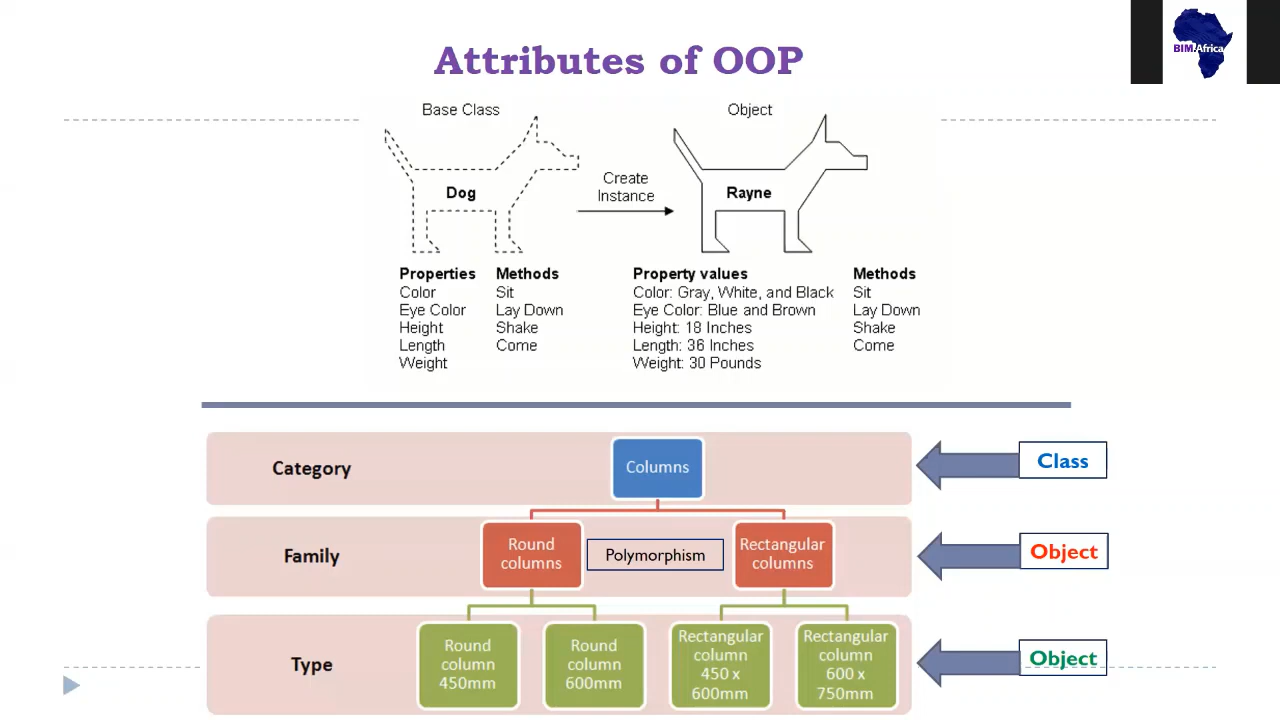 BIM.Africa
Attributes of OOP
Base Class
Object
Dog
Create
Instance
Rayne
Properties
Color
Eye Color
Height
Length
Weight
Methods
Sit
Lay Down
Shake
Come
Property values
Color: Gray, White, and Black
Eye Color: Blue and Brown
Height: 18 Inches
Length: 36 Inches
Weight: 30 Pounds
Methods
Sit
Lay Down
Shake
Come
Category
Columns
Class
Family
Round
columns
Polymorphism
Rectangular
columns
Object
Type
Round
column
450mm
Round
column
600mm
Rectangular
column
450 x
600mm
Rectangular
column
600 x
750mm
Object